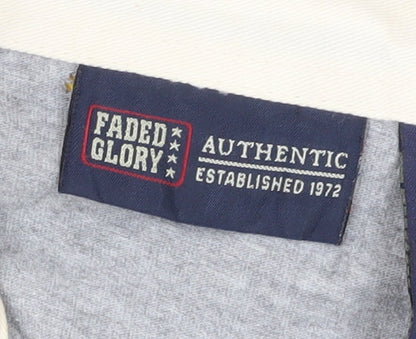 FADED
GLORY
AUTHENTIC
ESTABLISHED 1972